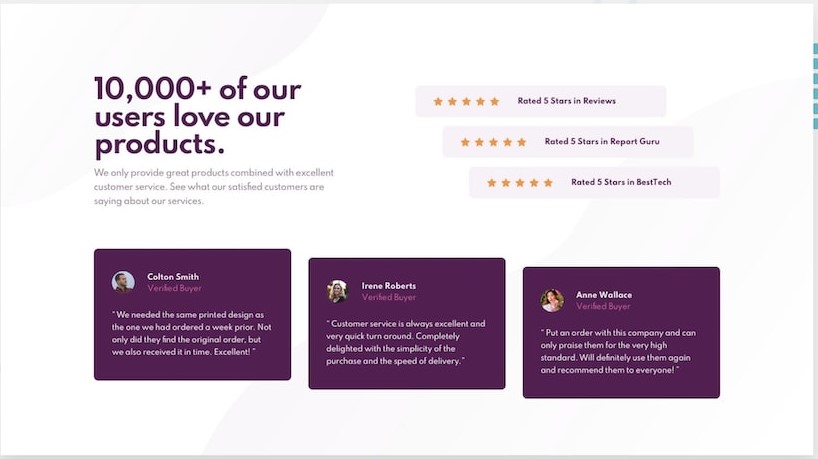 10,000+ of our
users love our
products.
We only provide great products combined with excellent
customer service. See what our satisfied customers are
saying about our services.
Rated 5 Stars in Reviews
Rated 5 Stars in Report Guru
Rated 5 Stars in BestTech
Colton Smith
Verified Buyer
“ We needed the same printed design as
the one we had ordered a week prior. Not
only did they find the original order, but
we also received it in time. Excellent! ”
Irene Roberts
Verified Buyer
“ Customer service is always excellent and
very quick turn around. Completely
delighted with the simplicity of the
purchase and the speed of delivery.”
Anne Wallace
Verified Buyer
“ Put an order with this company and can
only praise them for the very high
standard. Will definitely use them again
and recommend them to everyone! ”